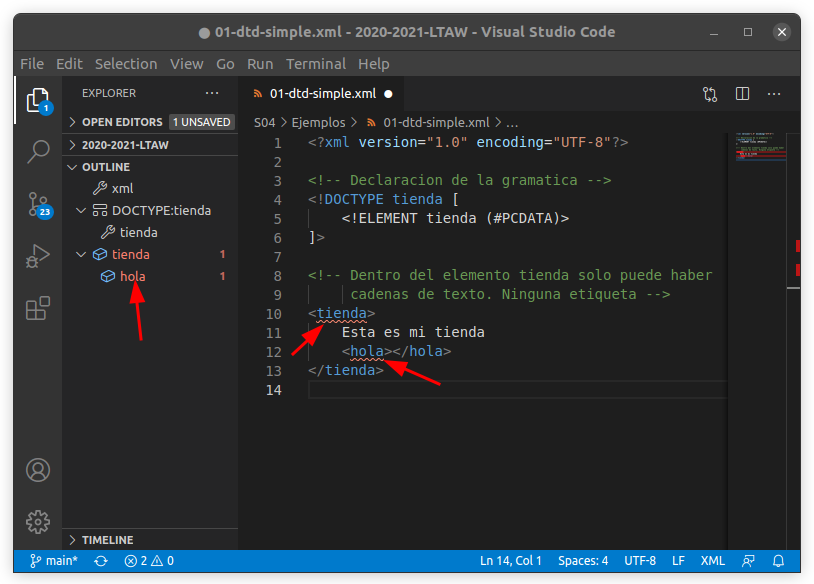 01-dtd-simple.xml - 2020-2021-LTAW - Visual Studio Code
File Edit Selection View Go Run Terminal Help
EXPLORER
OPEN EDITORS 1 UNSAVED
2020-2021-LTAW
OUTLINE
xml
DOCTYPE:tienda
tienda
tienda 1
hola 1
TIMELINE
1
23
01-dtd-simple.xml
S04 > Ejemplos > 01-dtd-simple.xml > ...
1 <?xml version="1.0" encoding="UTF-8"?>
2
3 <!-- Declaracion de la gramatica -->
4 <!DOCTYPE tienda [
5 <!ELEMENT tienda (#PCDATA)>
6 ]>
7
8 <!-- Dentro del elemento tienda solo puede haber
9 cadenas de texto. Ninguna etiqueta -->
10 <tienda>
11 Esta es mi tienda
12 <hola></hola>
13 </tienda>
14
main* 2 0 Ln 14, Col 1 Spaces: 4 UTF-8 LF XML